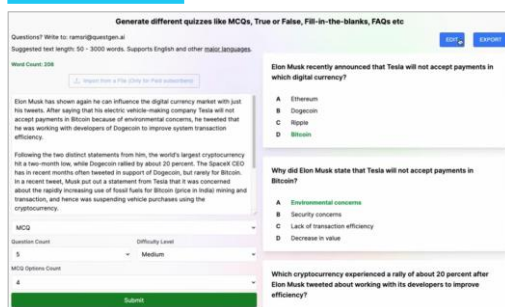 Generate different quizzes like MCQs, True or False, Fill-in-the-blanks, FAQs etc
Questions? Write to: ramsri@questgen.ai
Suggested text length: 50 - 3000 words. Supports English and other major languages.
Word Count: 208
Import from a File (Only for Paid subscribers)
Elon Musk has shown again he can influence the digital currency market with just
his tweets. After saying that his electric vehicle-making company Tesla will not
accept payments in Bitcoin because of environmental concerns, he tweeted that
he was working with developers of Dogecoin to improve system transaction
efficiency.
Following the two distinct statements from him, the world's largest cryptocurrency
hit a two-month low, while Dogecoin rallied by about 20 percent. The SpaceX CEO
has in recent months often tweeted in support of Dogecoin, but rarely for Bitcoin.
In a recent tweet, Musk put out a statement from Tesla that it was concerned
about the rapidly increasing use of fossil fuels for Bitcoin (price in India) mining and
transaction, and hence was suspending vehicle purchases using the
cryptocurrency.
MCQ
Question Count
Difficulty Level
5
Medium
MCQ Options Count
4
Submit
EDIT
EXPORT
Elon Musk recently announced that Tesla will not accept payments in
which digital currency?
A Ethereum
B Dogecoin
C Ripple
D Bitcoin
Why did Elon Musk state that Tesla will not accept payments in
Bitcoin?
A Environmental concerns
B Security concerns
C Lack of transaction efficiency
D Decrease in value
Which cryptocurrency experienced a rally of about 20 percent after
Elon Musk tweeted about working with its developers to improve
efficiency?